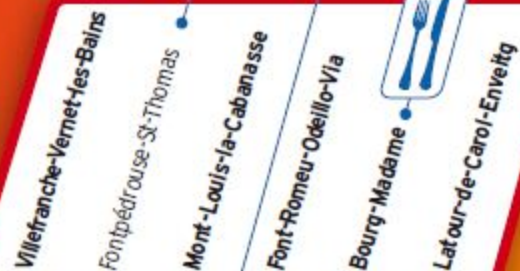 Villefranche-Vernet-les-Bains
Fontpédrouse-St-Thomas
Mont-Louis-la-Cabanasse
Font-Romeu-Odeillo-Via
Bourg-Madame
Latour-de-Carol-Enveitg